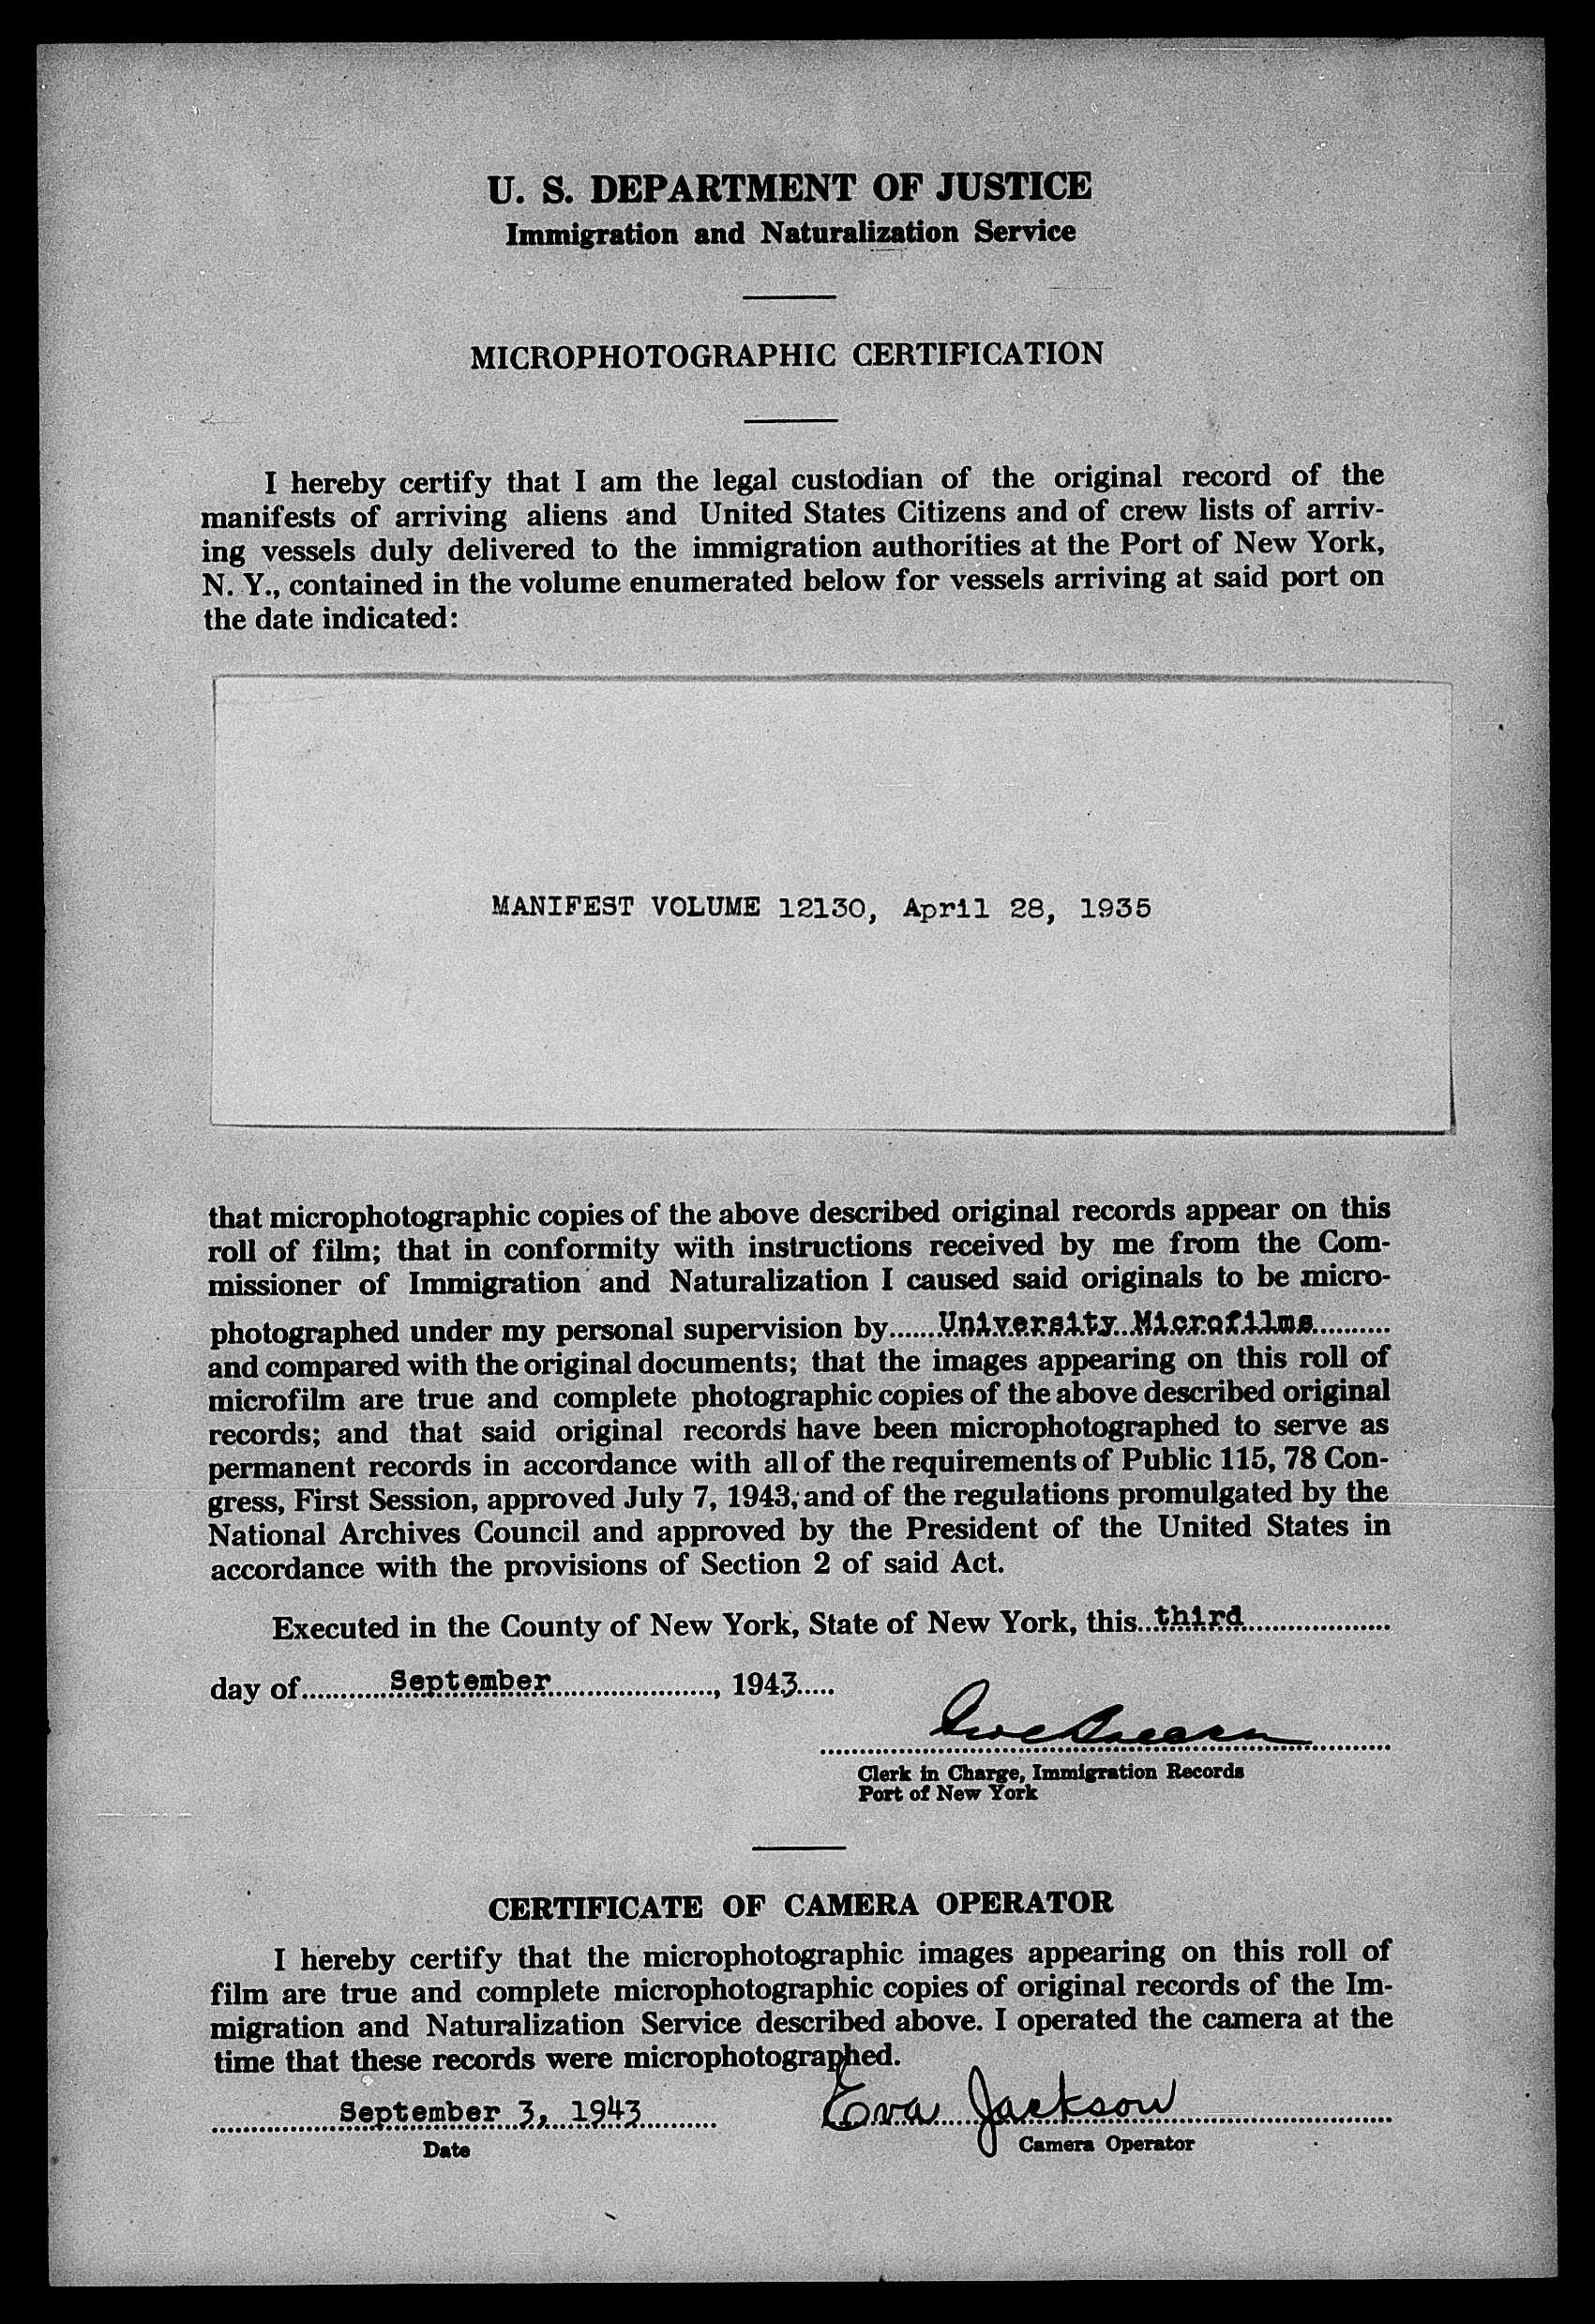 U. S. DEPARTMENT OF JUSTICE
Immigration and Naturalization Service
MICROPHOTOGRAPHIC CERTIFICATION
I hereby certify that I am the legal custodian of the original record of the
manifests of arriving aliens and United States Citizens and of crew lists of arriv-
ing vessels duly delivered to the immigration authorities at the Port of New York,
N. Y., contained in the volume enumerated below for vessels arriving at said port on
the date indicated:
MANIFEST VOLUME 12130, April 28, 1935
that microphotographic copies of the above described original records appear on this
roll of film; that in conformity with instructions received by me from the Com-
missioner of Immigration and Naturalization I caused said originals to be micro-
photographed under my personal supervision by......University Microfilms..........
and compared with the original documents; that the images appearing on this roll of
microfilm are true and complete photographic copies of the above described original
records; and that said original records have been microphotographed to serve as
permanent records in accordance with all of the requirements of Public 115, 78 Con-
gress, First Session, approved July 7, 1943, and of the regulations promulgated by the
National Archives Council and approved by the President of the United States in
accordance with the provisions of Section 2 of said Act.
Executed in the County of New York, State of New York, this..third...................
day of...........September....................., 1943.....
Clerk in Charge, Immigration Records
Port of New York
CERTIFICATE OF CAMERA OPERATOR
I hereby certify that the microphotographic images appearing on this roll of
film are true and complete microphotographic copies of original records of the Im-
migration and Naturalization Service described above. I operated the camera at the
time that these records were microphotographed.
September 3, 1943 Eva Jackson
Date Camera Operator